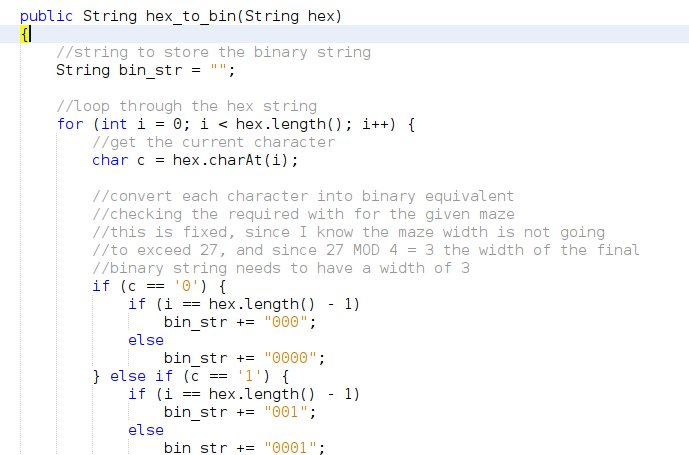 public String hex_to_bin(String hex)
{
    //string to store the binary string
    String bin_str = "";
    //loop through the hex string
    for (int i = 0; i < hex.length(); i++) {
        //get the current character
        char c = hex.charAt(i);
        //convert each character into binary equivalent
        //checking the required with for the given maze
        //this is fixed, since I know the maze width is not going
        //to exceed 27, and since 27 MOD 4 = 3 the width of the final
        //binary string needs to have a width of 3
        if (c == '0') {
            if (i == hex.length() - 1)
                bin_str += "000";
            else
                bin_str += "0000";
        } else if (c == '1') {
            if (i == hex.length() - 1)
                bin_str += "001";
            else
                bin_str += "0001";